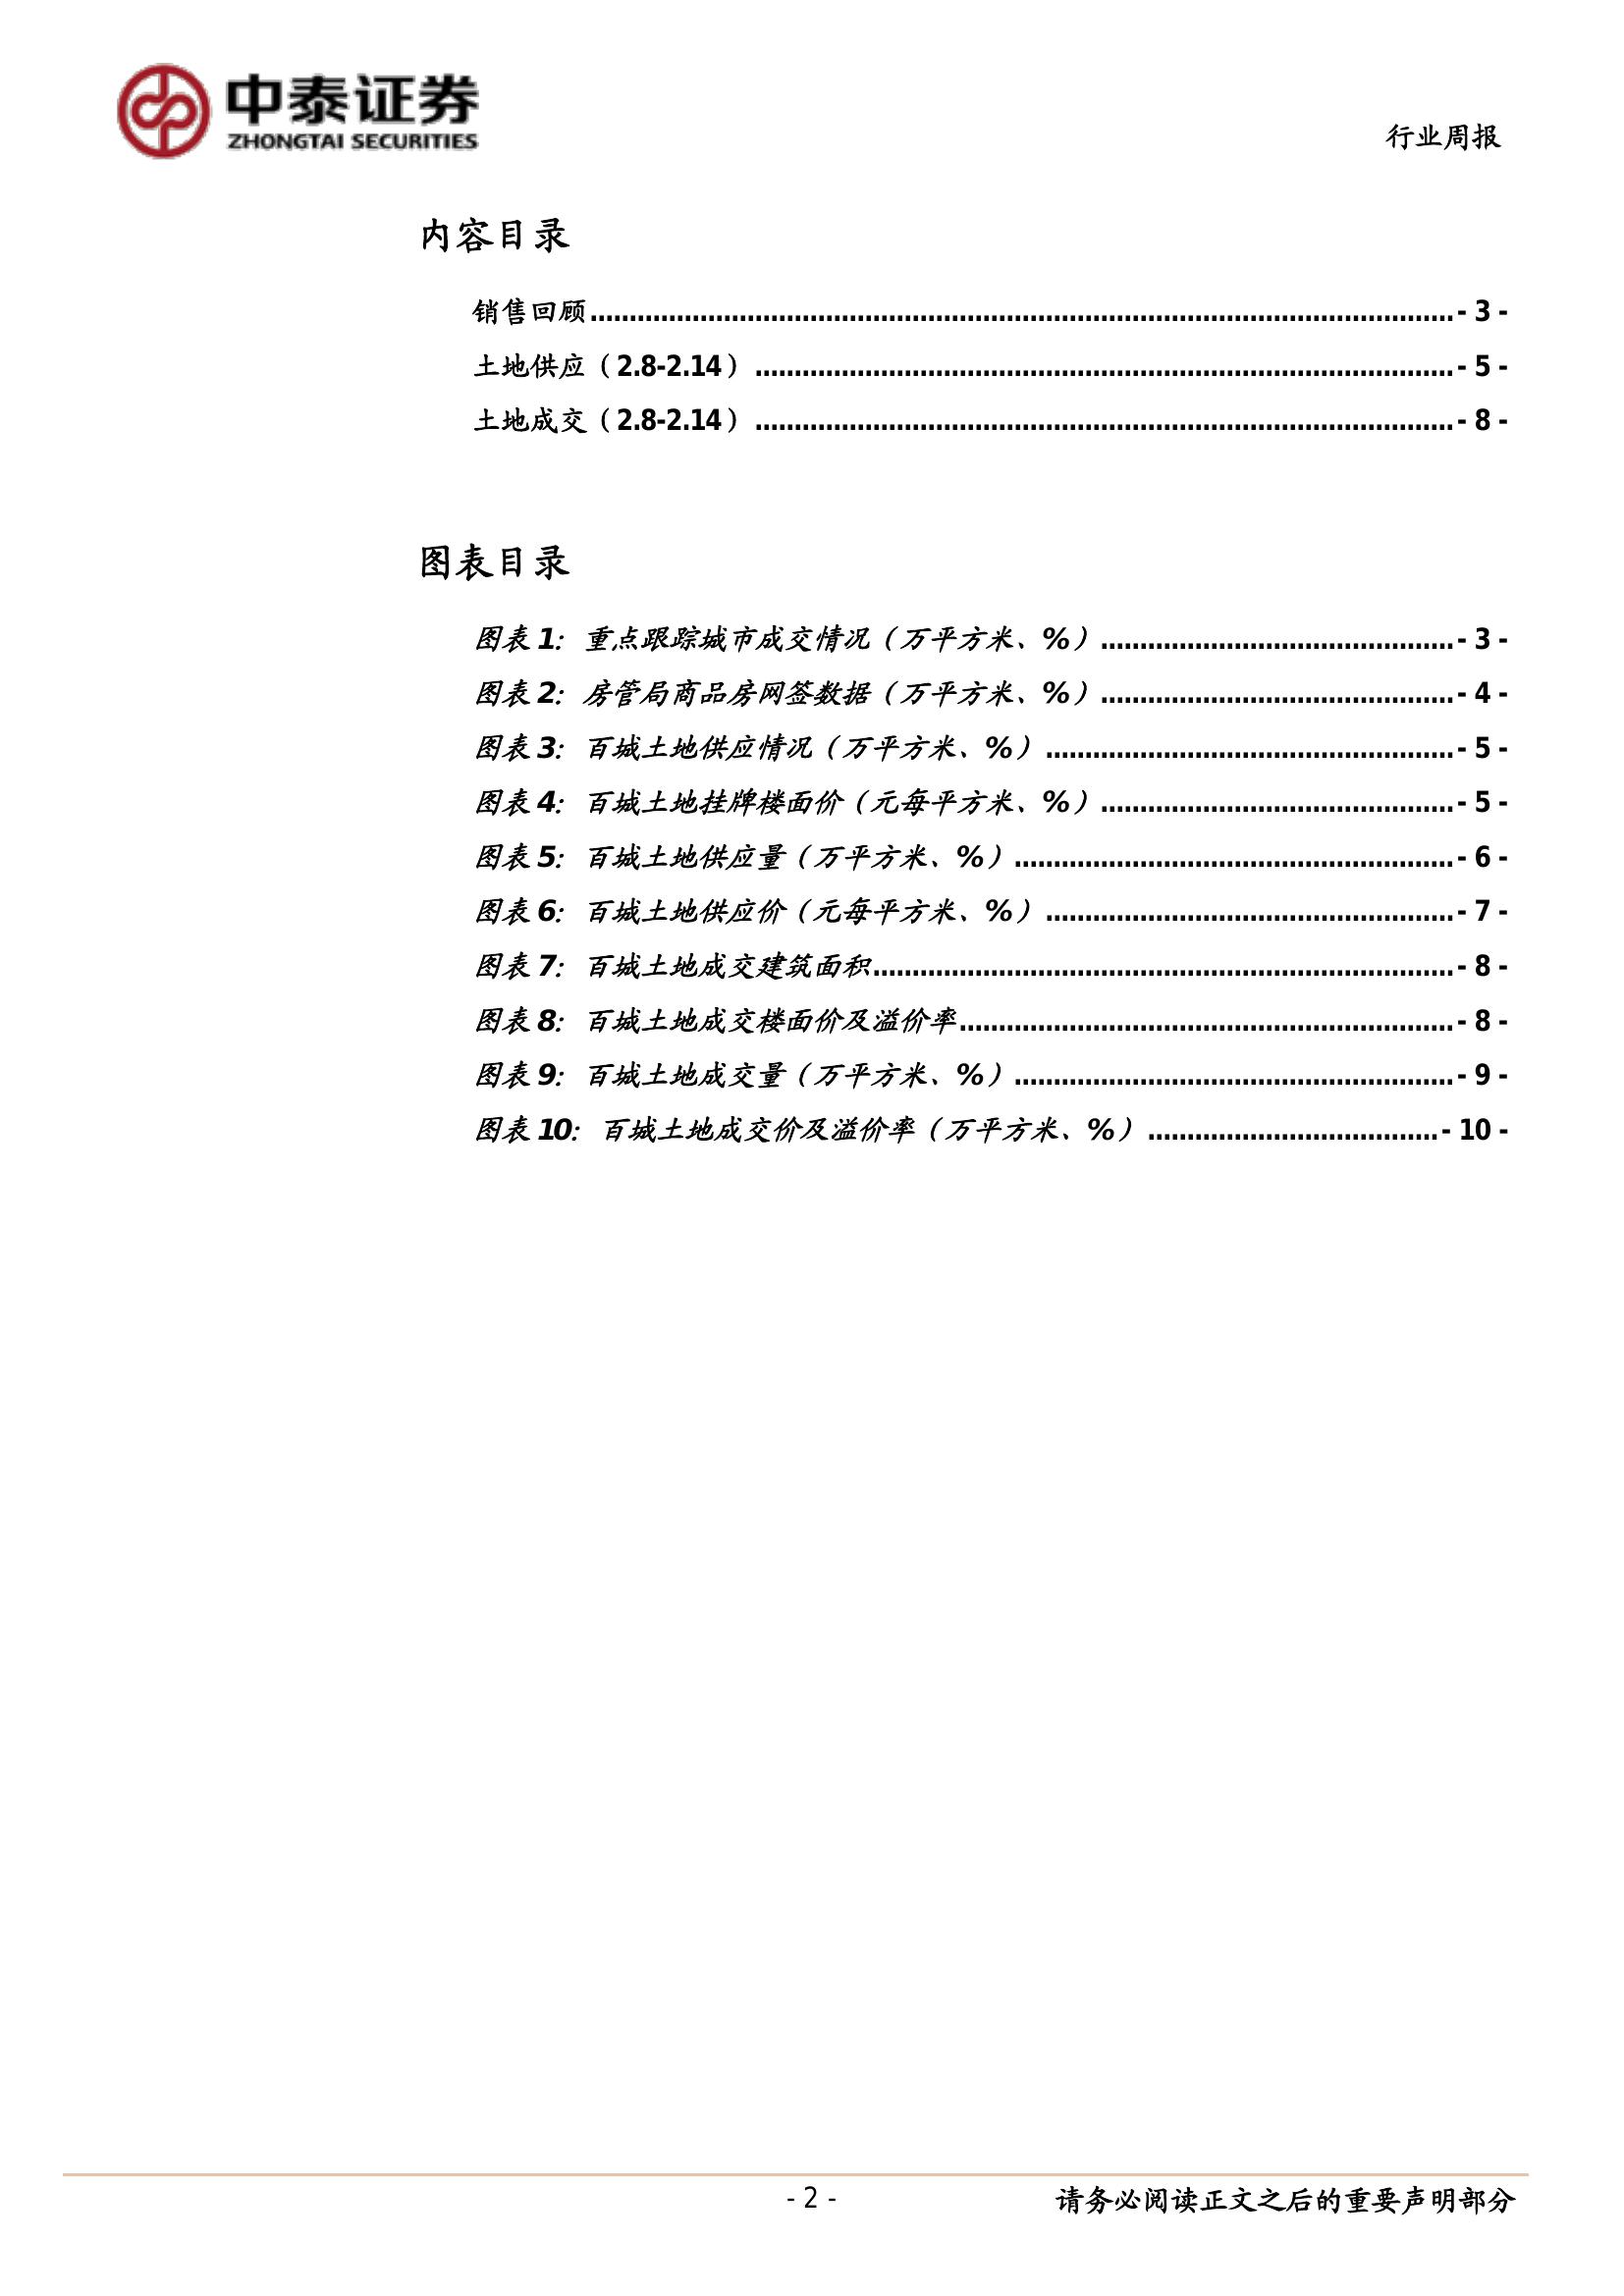 中泰证券
ZHONGTAI SECURITIES
行业周报
内容目录
销售回顾............................................................- 3 -
土地供应（2.8-2.14）............................................................- 5 -
土地成交（2.8-2.14）............................................................- 8 -
图表目录
图表 1：重点跟踪城市成交情况（万平方米、%）..............................- 3 -
图表 2：房管局商品房网签数据（万平方米、%）..............................- 4 -
图表 3：百城土地供应情况（万平方米、%）..............................- 5 -
图表 4：百城土地挂牌楼面价（元每平方米、%）..............................- 5 -
图表 5：百城土地供应量（万平方米、%）..............................- 6 -
图表 6：百城土地供应价（元每平方米、%）..............................- 7 -
图表 7：百城土地成交建筑面积..............................- 8 -
图表 8：百城土地成交楼面价及溢价率..............................- 8 -
图表 9：百城土地成交量（万平方米、%）..............................- 9 -
图表 10：百城土地成交价及溢价率（万平方米、%）..............................- 10 -
- 2 -
请务必阅读正文之后的重要声明部分